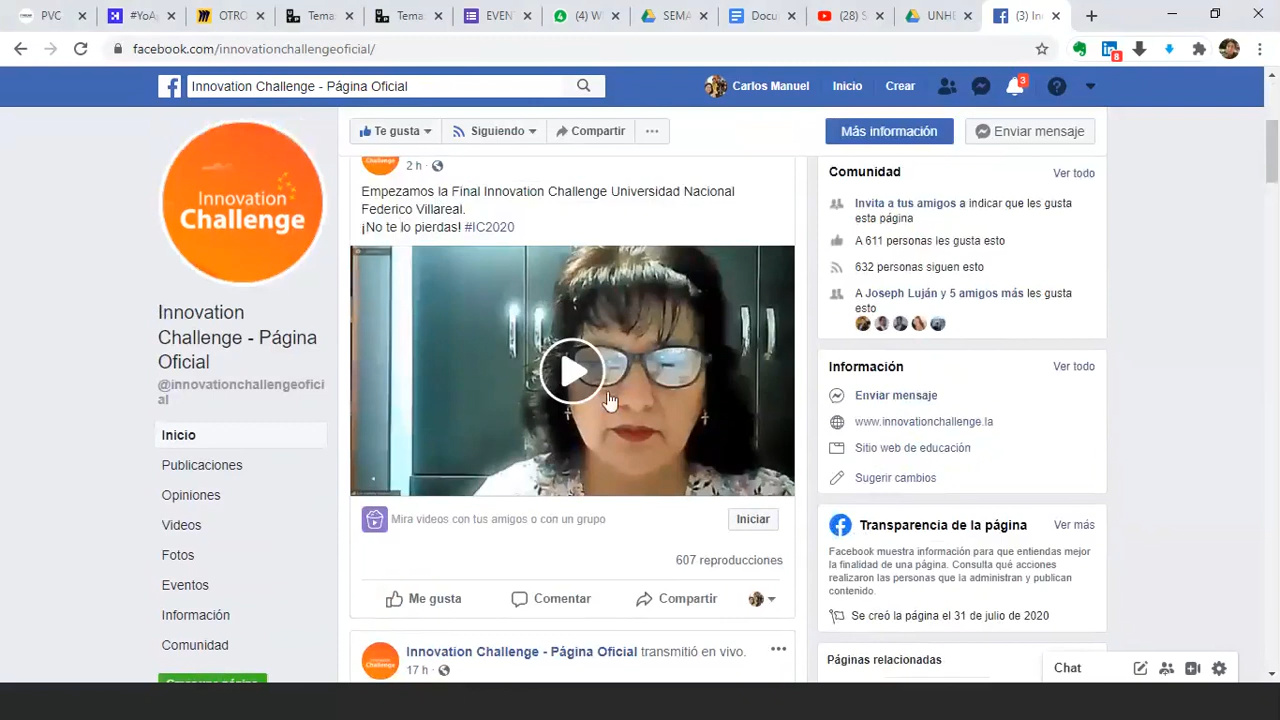 PVC
#YoA
OTRO
Tema
Tema
EVEN
(4) W
SEMA
Docu
(28) S
UNHE
(3) In
facebook.com/innovationchallengeoficial/
8
Innovation Challenge - Página Oficial
Carlos Manuel
Inicio
Crear
3
Te gusta
Siguiendo
Compartir
Más información
Enviar mensaje
Innovation
Challenge
Innovation
Challenge - Página
Oficial
@innovationchallengeofici
al
Inicio
Publicaciones
Opiniones
Videos
Fotos
Eventos
Información
Comunidad
Challenge
2 h
Empezamos la Final Innovation Challenge Universidad Nacional
Federico Villareal.
¡No te lo pierdas! #IC2020
Mira videos con tus amigos o con un grupo
Iniciar
607 reproducciones
Me gusta
Comentar
Compartir
Innovation Challenge - Página Oficial transmitió en vivo.
17 h
Comunidad
Ver todo
Invita a tus amigos a indicar que les gusta
esta página
A 611 personas les gusta esto
632 personas siguen esto
A Joseph Luján y 5 amigos más les gusta
esto
Información
Ver todo
Enviar mensaje
www.innovationchallenge.la
Sitio web de educación
Sugerir cambios
Transparencia de la página
Ver más
Facebook muestra información para que entiendas mejor
la finalidad de una página. Consulta qué acciones
realizaron las personas que la administran y publican
contenido.
Se creó la página el 31 de julio de 2020
Páginas relacionadas
Chat